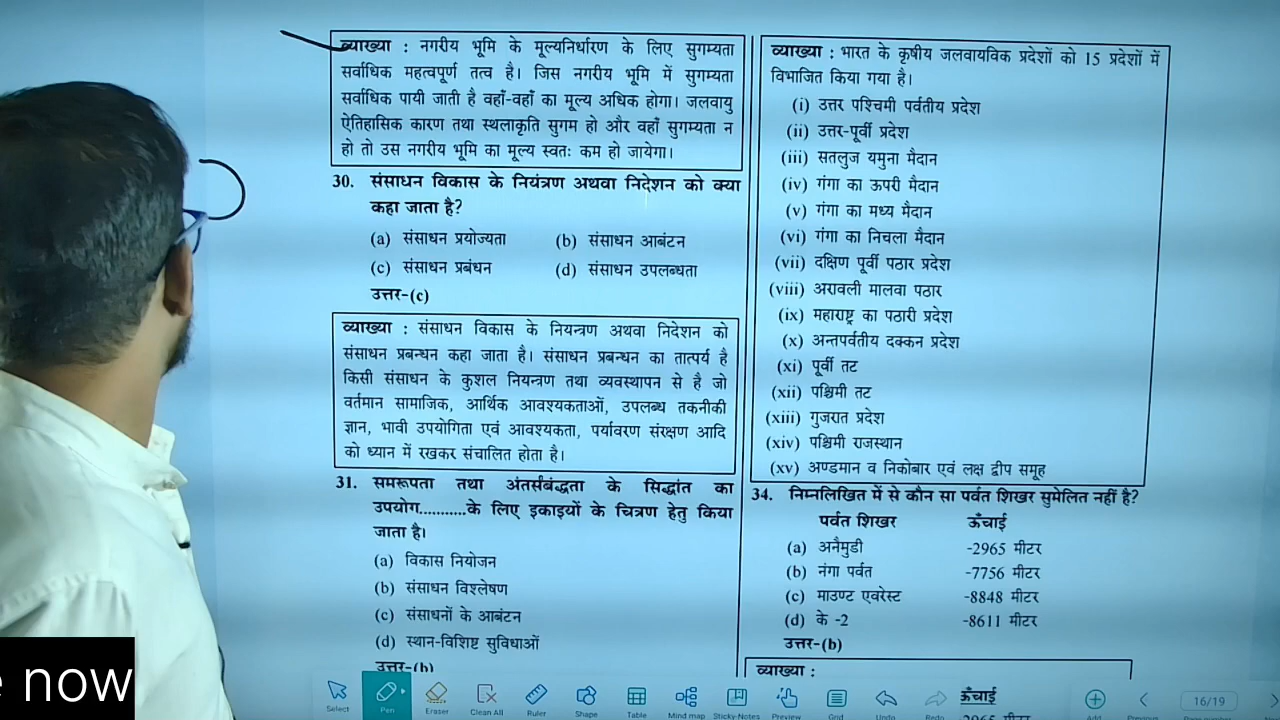 व्याख्या : नगरीय भूमि के मूल्यनिर्धारण के लिए सुगम्यता
सर्वाधिक महत्वपूर्ण तत्व है। जिस नगरीय भूमि में सुगम्यता
सर्वाधिक पायी जाती है वहाँ-वहाँ का मूल्य अधिक होगा। जलवायु
ऐतिहासिक कारण तथा स्थलाकृति सुगम हो और वहाँ सुगम्यता न
हो तो उस नगरीय भूमि का मूल्य स्वतः कम हो जायेगा।
30. संसाधन विकास के नियंत्रण अथवा निदेशन को क्या
कहा जाता है?
(a) संसाधन प्रयोज्यता (b) संसाधन आबंटन
(c) संसाधन प्रबंधन (d) संसाधन उपलब्धता
उत्तर-(c)
व्याख्या : संसाधन विकास के नियन्त्रण अथवा निदेशन को
संसाधन प्रबन्धन कहा जाता है। संसाधन प्रबन्धन का तात्पर्य है
किसी संसाधन के कुशल नियन्त्रण तथा व्यवस्थापन से है जो
वर्तमान सामाजिक, आर्थिक आवश्यकताओं, उपलब्ध तकनीकी
ज्ञान, भावी उपयोगिता एवं आवश्यकता, पर्यावरण संरक्षण आदि
को ध्यान में रखकर संचालित होता है।
31. समरूपता तथा अंतर्संबंद्धता के सिद्धांत का
उपयोग...........के लिए इकाइयों के चित्रण हेतु किया
जाता है।
(a) विकास नियोजन
(b) संसाधन विश्लेषण
(c) संसाधनों के आबंटन
(d) स्थान-विशिष्ट सुविधाओं
उत्तर-(b)
व्याख्या : भारत के कृषीय जलवायविक प्रदेशों को 15 प्रदेशों में
विभाजित किया गया है।
(i) उत्तर पश्चिमी पर्वतीय प्रदेश
(ii) उत्तर-पूर्वी प्रदेश
(iii) सतलुज यमुना मैदान
(iv) गंगा का ऊपरी मैदान
(v) गंगा का मध्य मैदान
(vi) गंगा का निचला मैदान
(vii) दक्षिण पूर्वी पठार प्रदेश
(viii) अरावली मालवा पठार
(ix) महाराष्ट्र का पठारी प्रदेश
(x) अन्तपर्वतीय दक्कन प्रदेश
(xi) पूर्वी तट
(xii) पश्चिमी तट
(xiii) गुजरात प्रदेश
(xiv) पश्चिमी राजस्थान
(xv) अण्डमान व निकोबार एवं लक्ष द्वीप समूह
34. निम्नलिखित में से कौन सा पर्वत शिखर सुमेलित नहीं है?
पर्वत शिखर ऊँचाई
(a) अनैमुडी -2965 मीटर
(b) नंगा पर्वत -7756 मीटर
(c) माउण्ट एवरेस्ट -8848 मीटर
(d) के -2 -8611 मीटर
उत्तर-(b)
व्याख्या :
ऊँचाई
now
Select Pen Eraser Clean All Ruler Shape Table Mind map Sticky-Notes Preview Grid Undo Redo Add 16/19